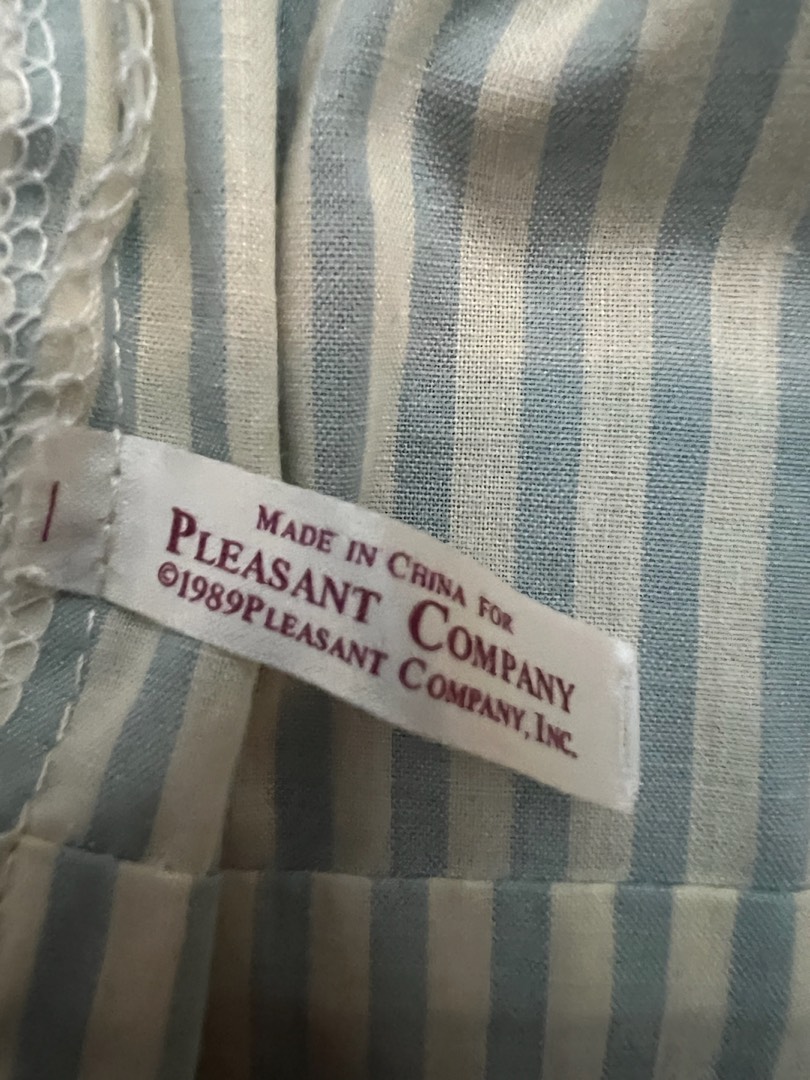 MADE IN CHINA FOR
PLEASANT COMPANY
©1989PLEASANT COMPANY, INC.